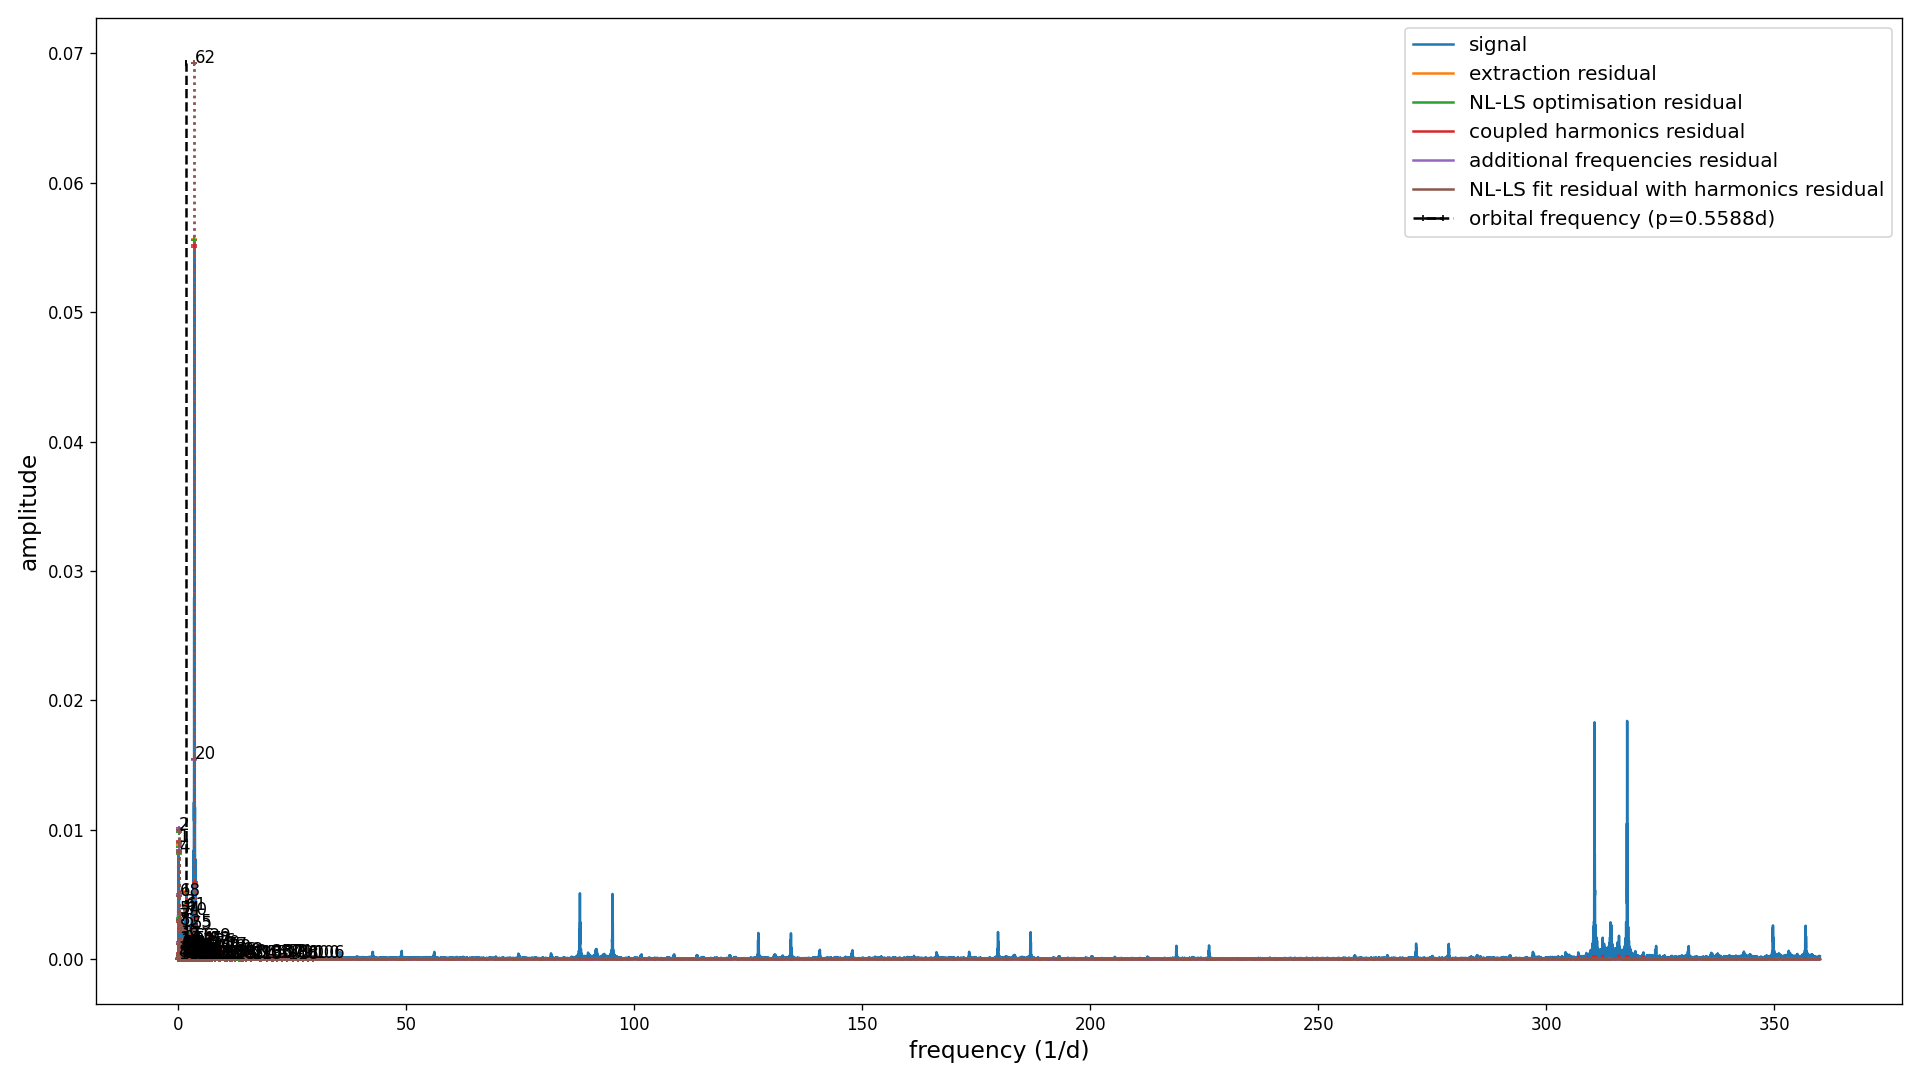 signal
extraction residual
NL-LS optimisation residual
coupled harmonics residual
additional frequencies residual
NL-LS fit residual with harmonics residual
orbital frequency (p=0.5588d)
0.07
0.06
0.05
0.04
0.03
0.02
0.01
0.00
amplitude
62
20
2
1
4
68
0
50
100
150
200
250
300
350
frequency (1/d)